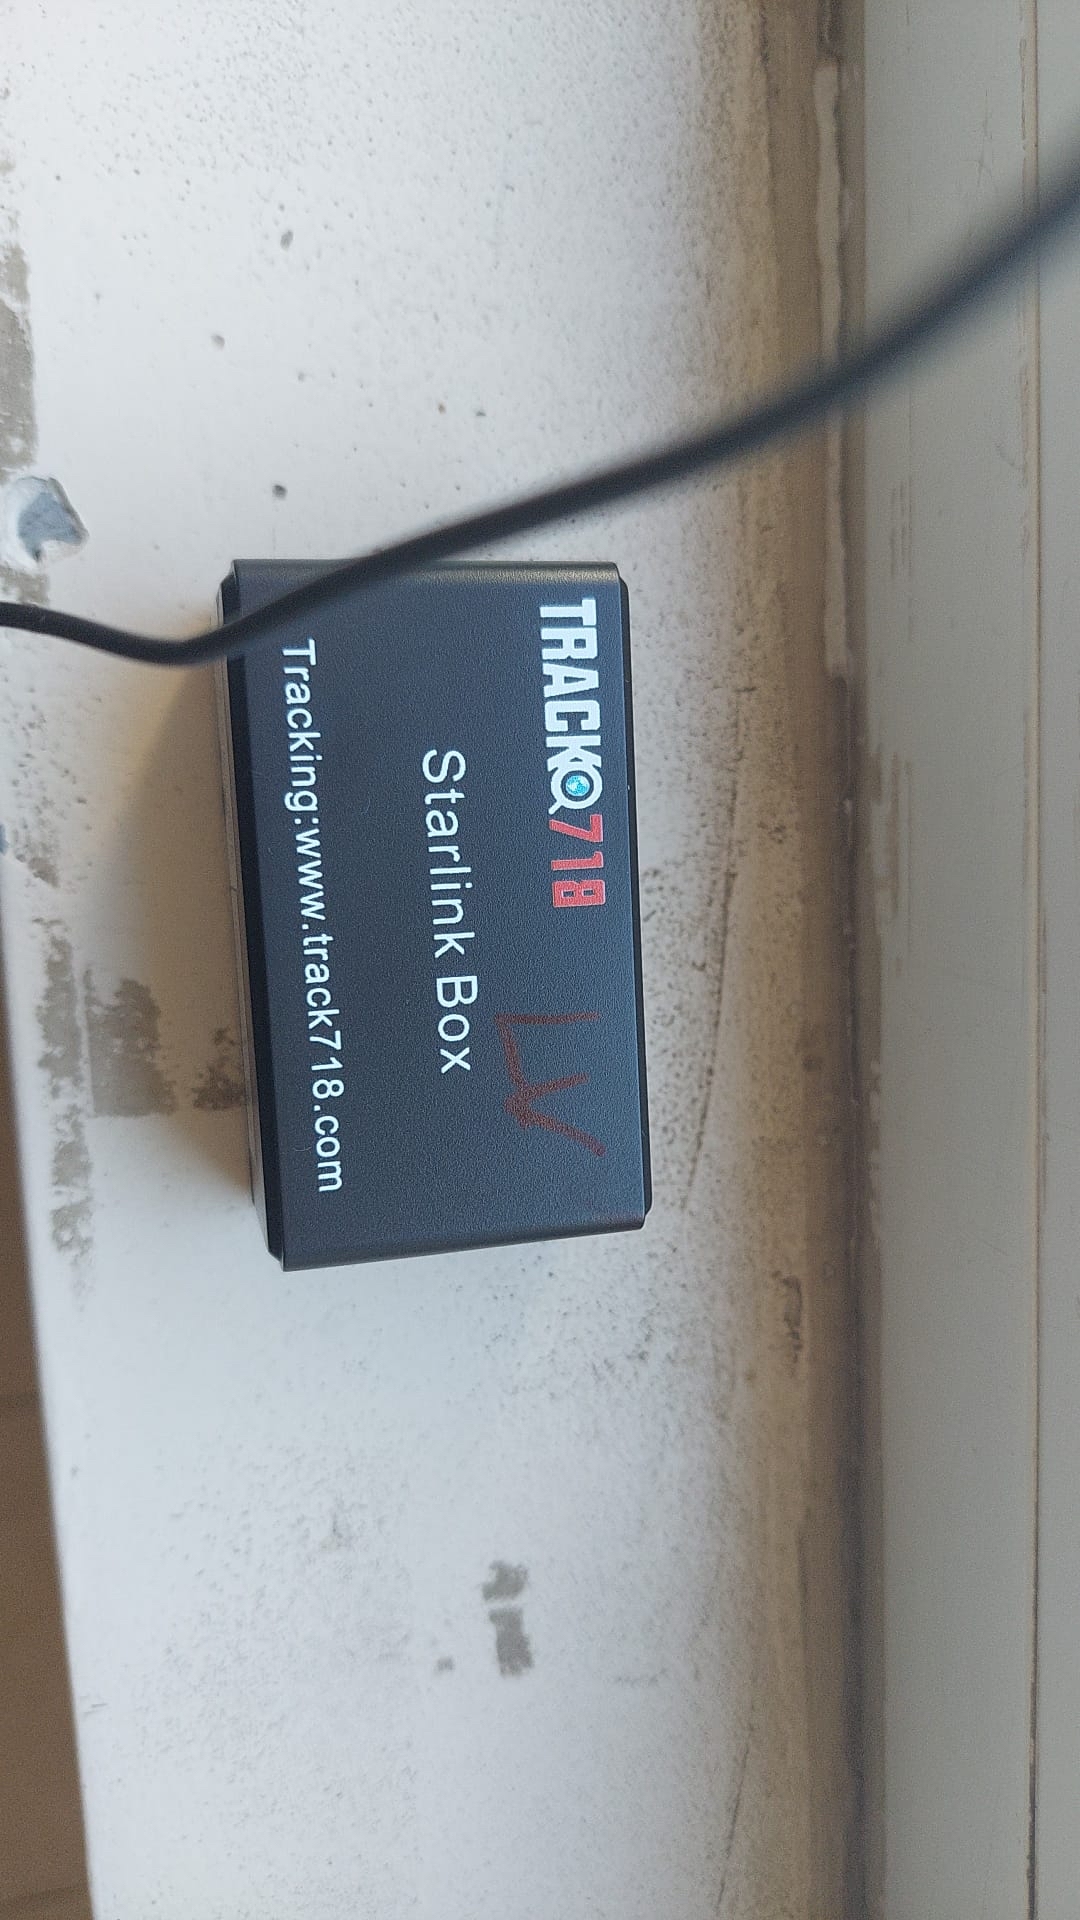 TRACK718
Starlink Box
Tracking:www.track718.com